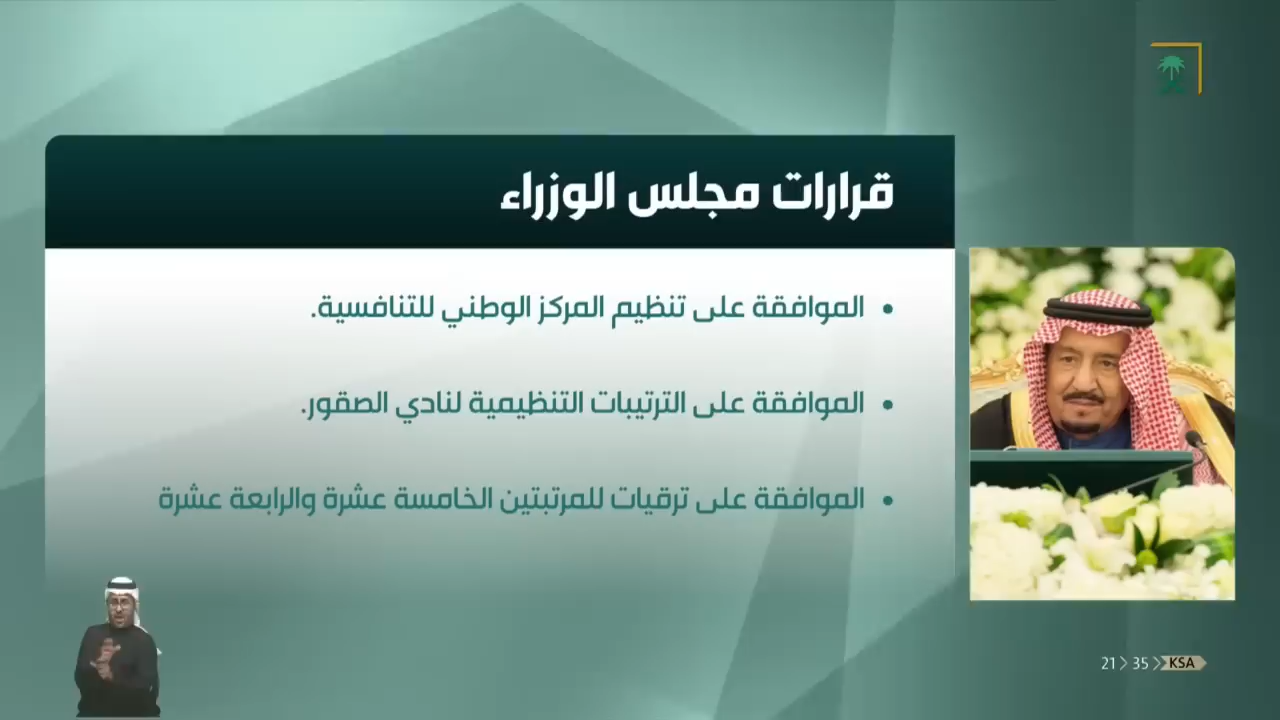 قرارات مجلس الوزراء
• الموافقة على تنظيم المركز الوطني للتنافسية.
• الموافقة على الترتيبات التنظيمية لنادي الصقور.
• الموافقة على ترقيات للمرتبتين الخامسة عشرة والرابعة عشرة
21 > 35 >> KSA